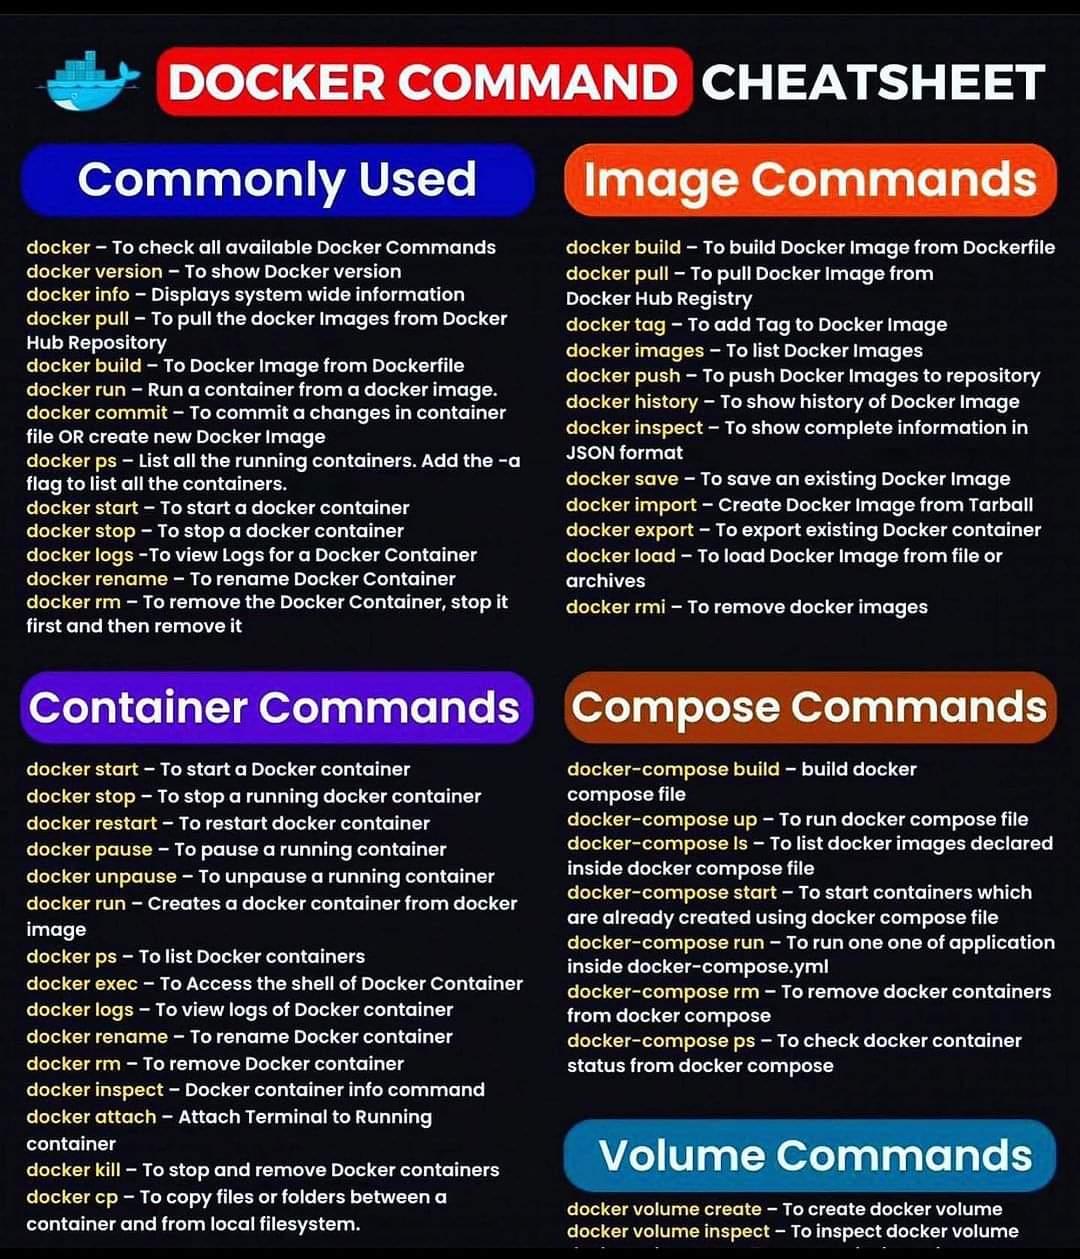 DOCKER COMMAND CHEATSHEET
Commonly Used
docker – To check all available Docker Commands
docker version – To show Docker version
docker info – Displays system wide information
docker pull – To pull the docker Images from Docker
Hub Repository
docker build – To Docker Image from Dockerfile
docker run – Run a container from a docker image.
docker commit – To commit a changes in container
file OR create new Docker Image
docker ps – List all the running containers. Add the -a
flag to list all the containers.
docker start – To start a docker container
docker stop – To stop a docker container
docker logs -To view Logs for a Docker Container
docker rename – To rename Docker Container
docker rm – To remove the Docker Container, stop it
first and then remove it
Image Commands
docker build – To build Docker Image from Dockerfile
docker pull – To pull Docker Image from
Docker Hub Registry
docker tag – To add Tag to Docker Image
docker images – To list Docker Images
docker push – To push Docker Images to repository
docker history – To show history of Docker Image
docker inspect – To show complete information in
JSON format
docker save – To save an existing Docker Image
docker import – Create Docker Image from Tarball
docker export – To export existing Docker container
docker load – To load Docker Image from file or
archives
docker rmi – To remove docker images
Container Commands
docker start – To start a Docker container
docker stop – To stop a running docker container
docker restart – To restart docker container
docker pause – To pause a running container
docker unpause – To unpause a running container
docker run – Creates a docker container from docker
image
docker ps – To list Docker containers
docker exec – To Access the shell of Docker Container
docker logs – To view logs of Docker container
docker rename – To rename Docker container
docker rm – To remove Docker container
docker inspect – Docker container info command
docker attach – Attach Terminal to Running
container
docker kill – To stop and remove Docker containers
docker cp – To copy files or folders between a
container and from local filesystem.
Compose Commands
docker-compose build – build docker
compose file
docker-compose up – To run docker compose file
docker-compose ls – To list docker images declared
inside docker compose file
docker-compose start – To start containers which
are already created using docker compose file
docker-compose run – To run one one of application
inside docker-compose.yml
docker-compose rm – To remove docker containers
from docker compose
docker-compose ps – To check docker container
status from docker compose
Volume Commands
docker volume create – To create docker volume
docker volume inspect – To inspect docker volume